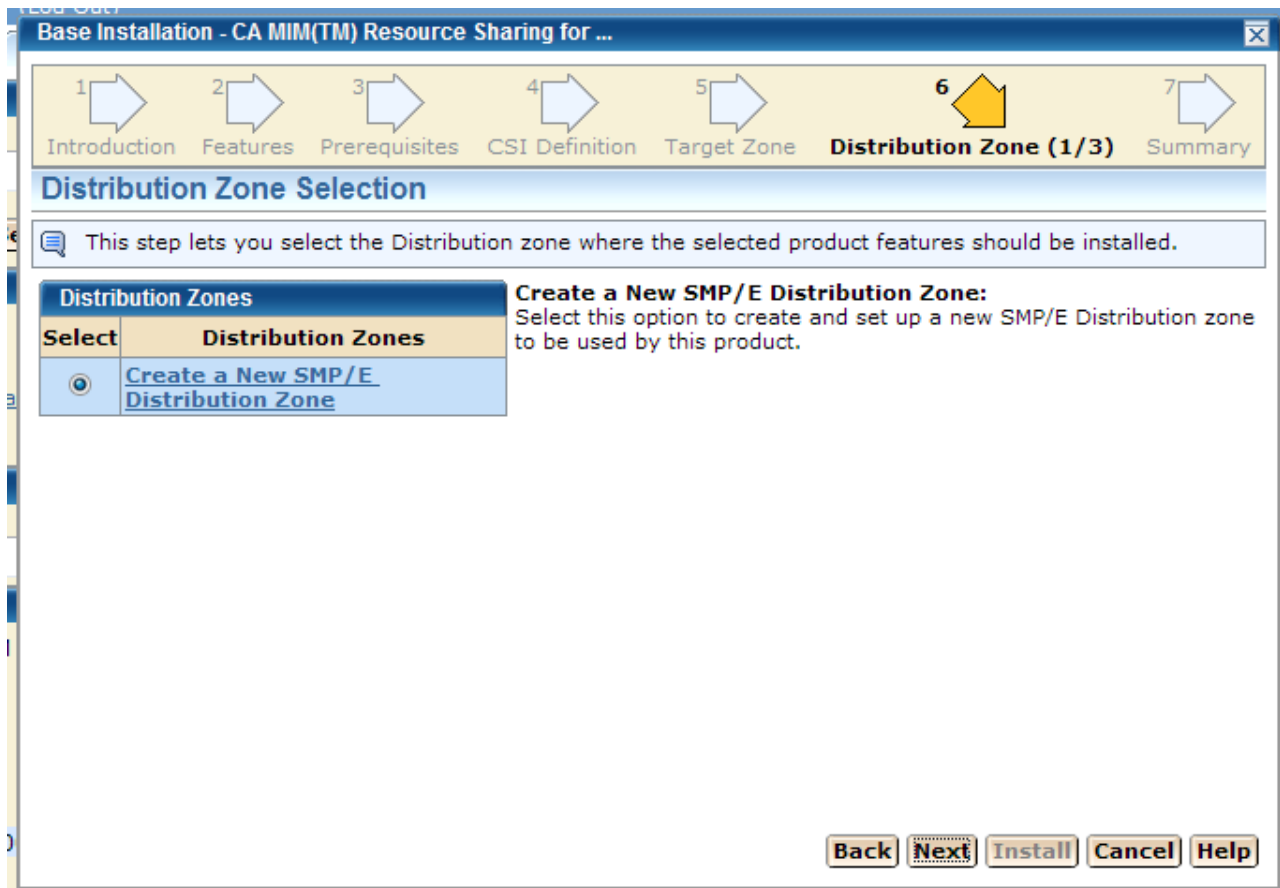 (Log Out)
Base Installation - CA MIM(TM) Resource Sharing for ...
1 2 3 4 5 6 7
Introduction Features Prerequisites CSI Definition Target Zone Distribution Zone (1/3) Summary
Distribution Zone Selection
This step lets you select the Distribution zone where the selected product features should be installed.
Distribution Zones
Select Distribution Zones
Create a New SMP/E
Distribution Zone
Create a New SMP/E Distribution Zone:
Select this option to create and set up a new SMP/E Distribution zone
to be used by this product.
Back Next Install Cancel Help